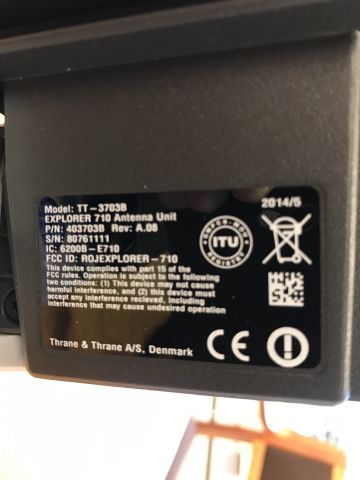 Model: TT-3703B
EXPLORER 710 Antenna Unit
P/N: 403703B Rev: A.08
S/N: 80761111
IC: 6200B-E710
FCC ID: ROJEXPLORER-710
This device complies with part 15 of the
FCC rules. Operation is subject to the following
two conditions: (1) This device may not cause
harmful interference, and (2) this device must
accept any interference recieved, including
interference that may cause undesired operation
Thrane & Thrane A/S, Denmark
2014/5
ITU
REGISTRY
CE